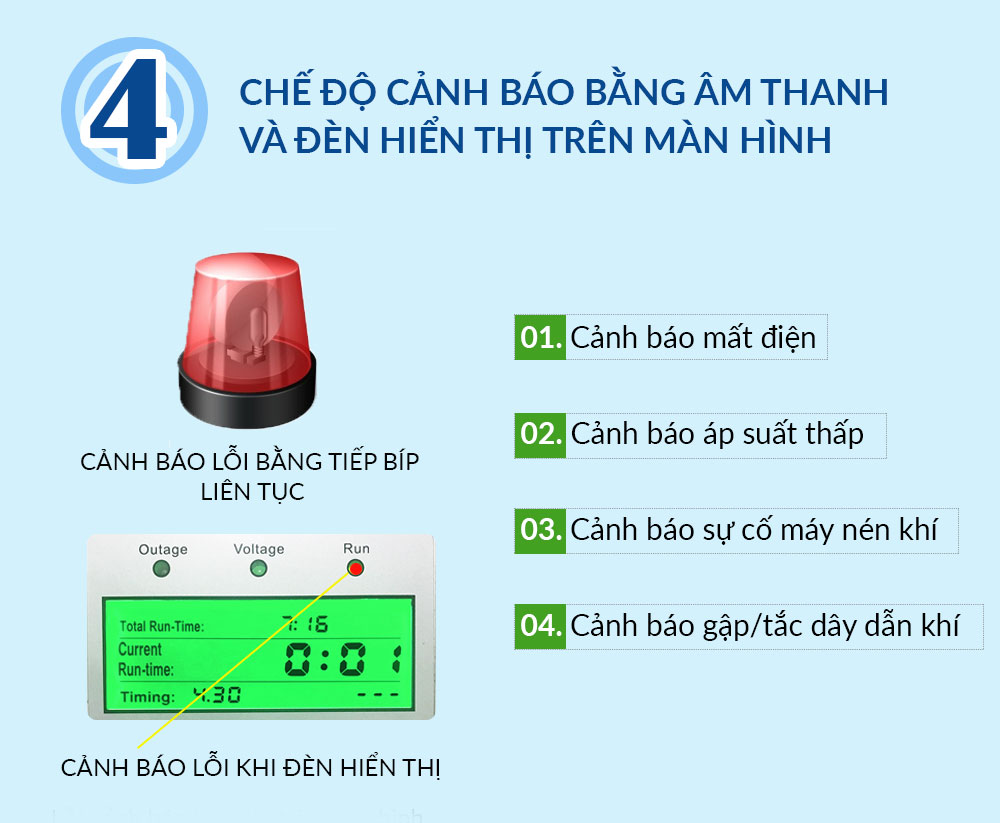 4
CHẾ ĐỘ CẢNH BÁO BẰNG ÂM THANH
VÀ ĐÈN HIỂN THỊ TRÊN MÀN HÌNH
CẢNH BÁO LỖI BẰNG TIẾP BÍP
LIÊN TỤC
Outage Voltage Run
Total Run-Time: 7:16
Current
Run-time: 0:01
Timing: 4.30 ---
CẢNH BÁO LỖI KHI ĐÈN HIỂN THỊ
01. Cảnh báo mất điện
02. Cảnh báo áp suất thấp
03. Cảnh báo sự cố máy nén khí
04. Cảnh báo gập/tắc dây dẫn khí